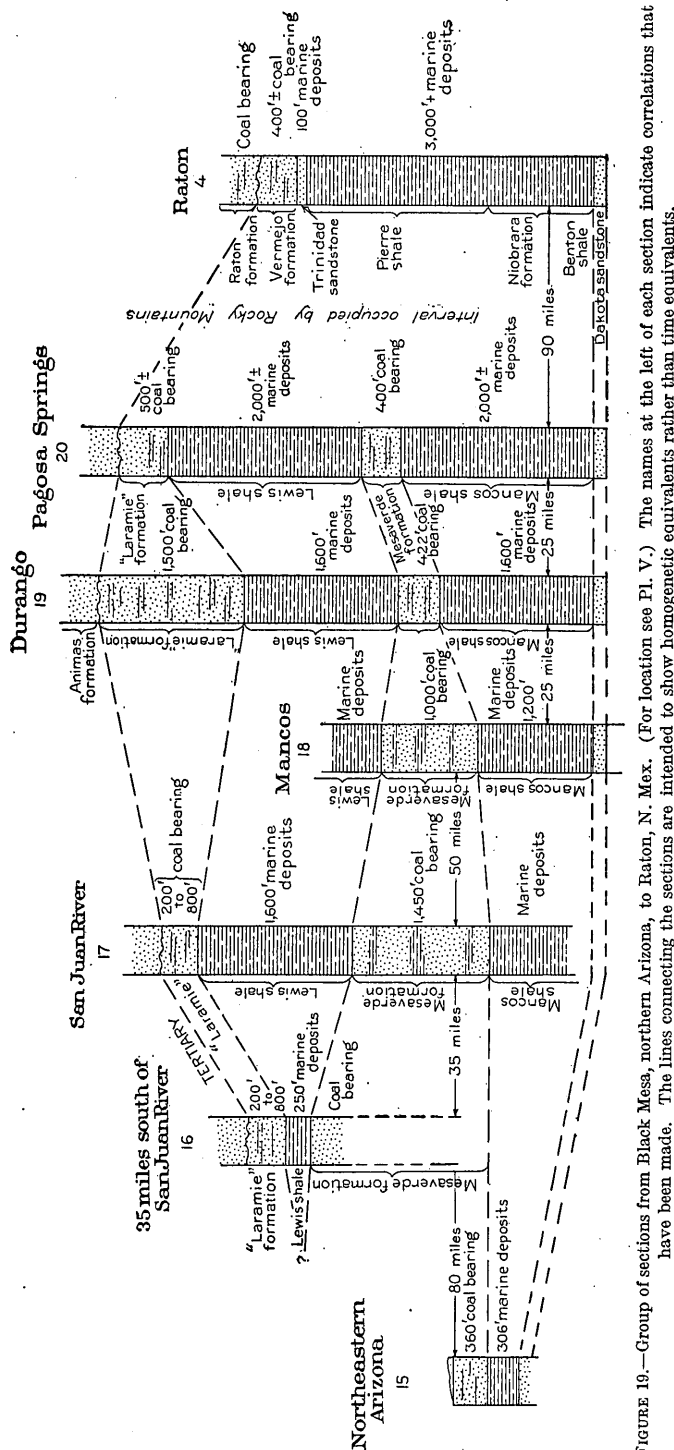 Northeastern
Arizona
15
360' coal bearing
306' marine deposits
80 miles
35 miles south of
San Juan River
16
"Laramie"
formation
? Lewis shale
Mesaverde formation
200'
to
800'
250' marine deposits
Coal
bearing
35 miles
TERTIARY
"Laramie"
San Juan River
17
Lewis shale
Mesaverde
formation
Mancos
shale
200'
to
800'
coal bearing
1,600' marine
deposits
1,450' coal
bearing
50 miles
Marine
deposits
Mancos
18
Lewis
shale
Mesaverde
formation
Mancos shale
Marine
deposits
1,000' coal
bearing
Marine
deposits
1,200'
25 miles
Durango
19
Animas
formation
"Laramie" formation
Lewis shale
Mancos shale
1,500' coal
bearing
1,600'
marine
deposits
422' coal
bearing
1,600'
marine
deposits
25 miles
Pagosa Springs
20
"Laramie"
formation
Lewis shale
Mesaverde
formation
Mancos shale
500'±
coal
bearing
2,000'±
marine
deposits
400' coal
bearing
2,000'±
marine
deposits
90 miles
Interval occupied by Rocky Mountains
Raton
4
Raton
formation
Vermejo
formation
Trinidad
sandstone
Pierre
shale
Niobrara
formation
Benton
shale
Dakota sandstone
Coal bearing
400'± coal
bearing
100' marine
deposits
3,000'+ marine
deposits
FIGURE 19.—Group of sections from Black Mesa, northern Arizona, to Raton, N. Mex. (For location see Pl. V.) The names at the left of each section indicate correlations that
have been made. The lines connecting the sections are intended to show homogenetic equivalents rather than time equivalents.